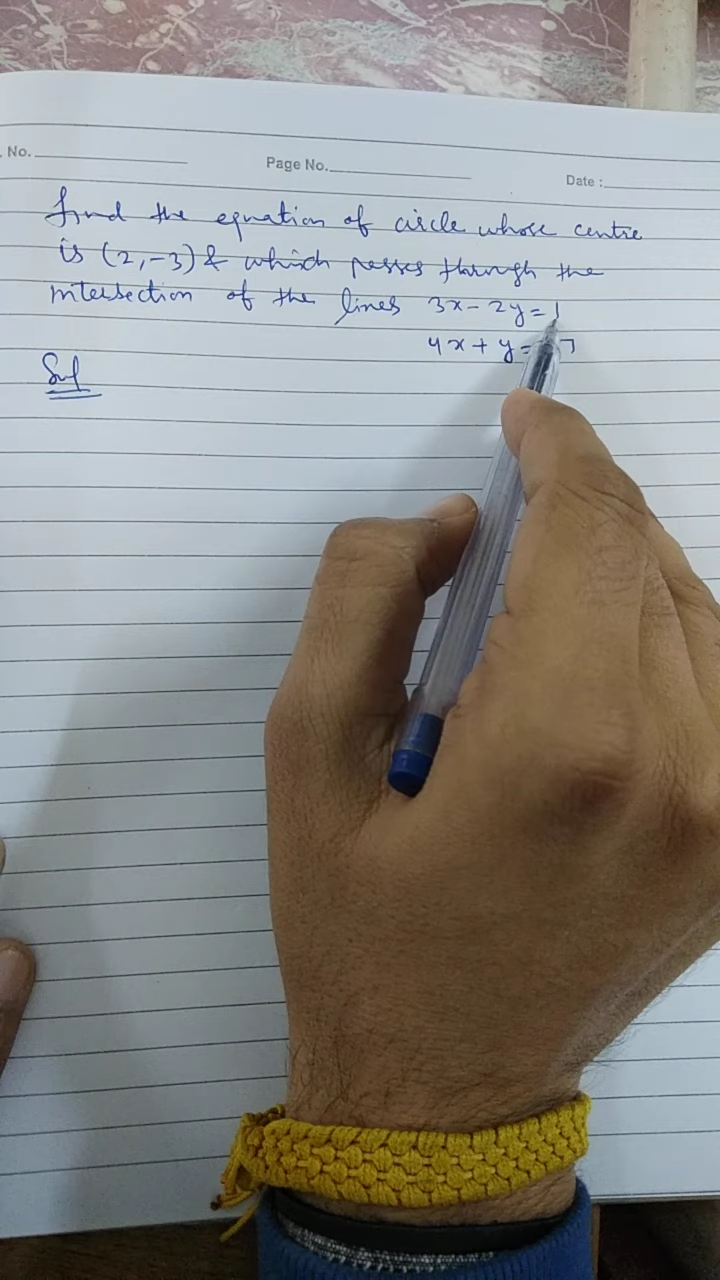 . No.
Page No.
Date :
find the equation of circle whose centre
is (2,-3) & which passes through the
intersection of the lines 3x - 2y = 1
4x + y = 7
Sol